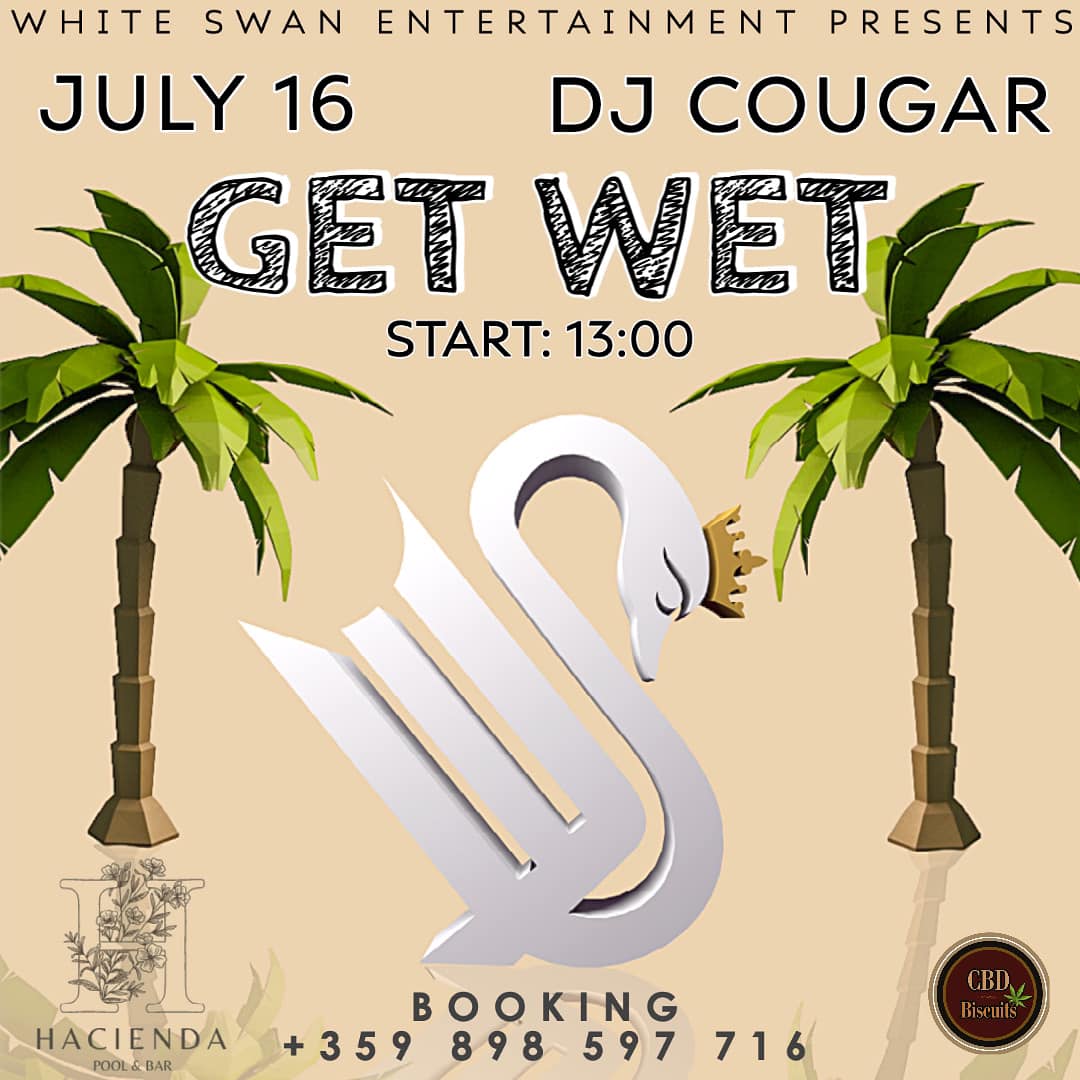 WHITE SWAN ENTERTAINMENT PRESENTS
JULY 16
DJ COUGAR
GET WET
START: 13:00
H
HACIENDA
POOL & BAR
BOOKING
+359 898 597 716
CBD
Biscuits